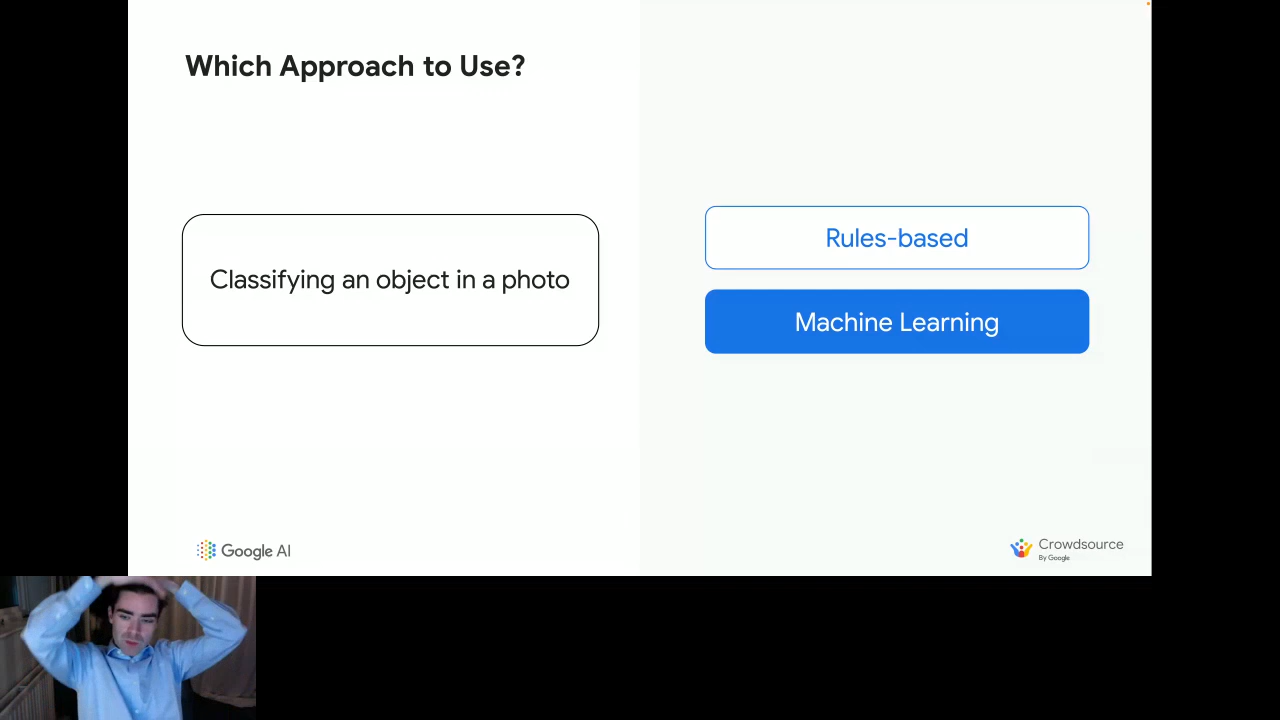 Which Approach to Use?
Classifying an object in a photo
Rules-based
Machine Learning
Google AI
Crowdsource
By Google